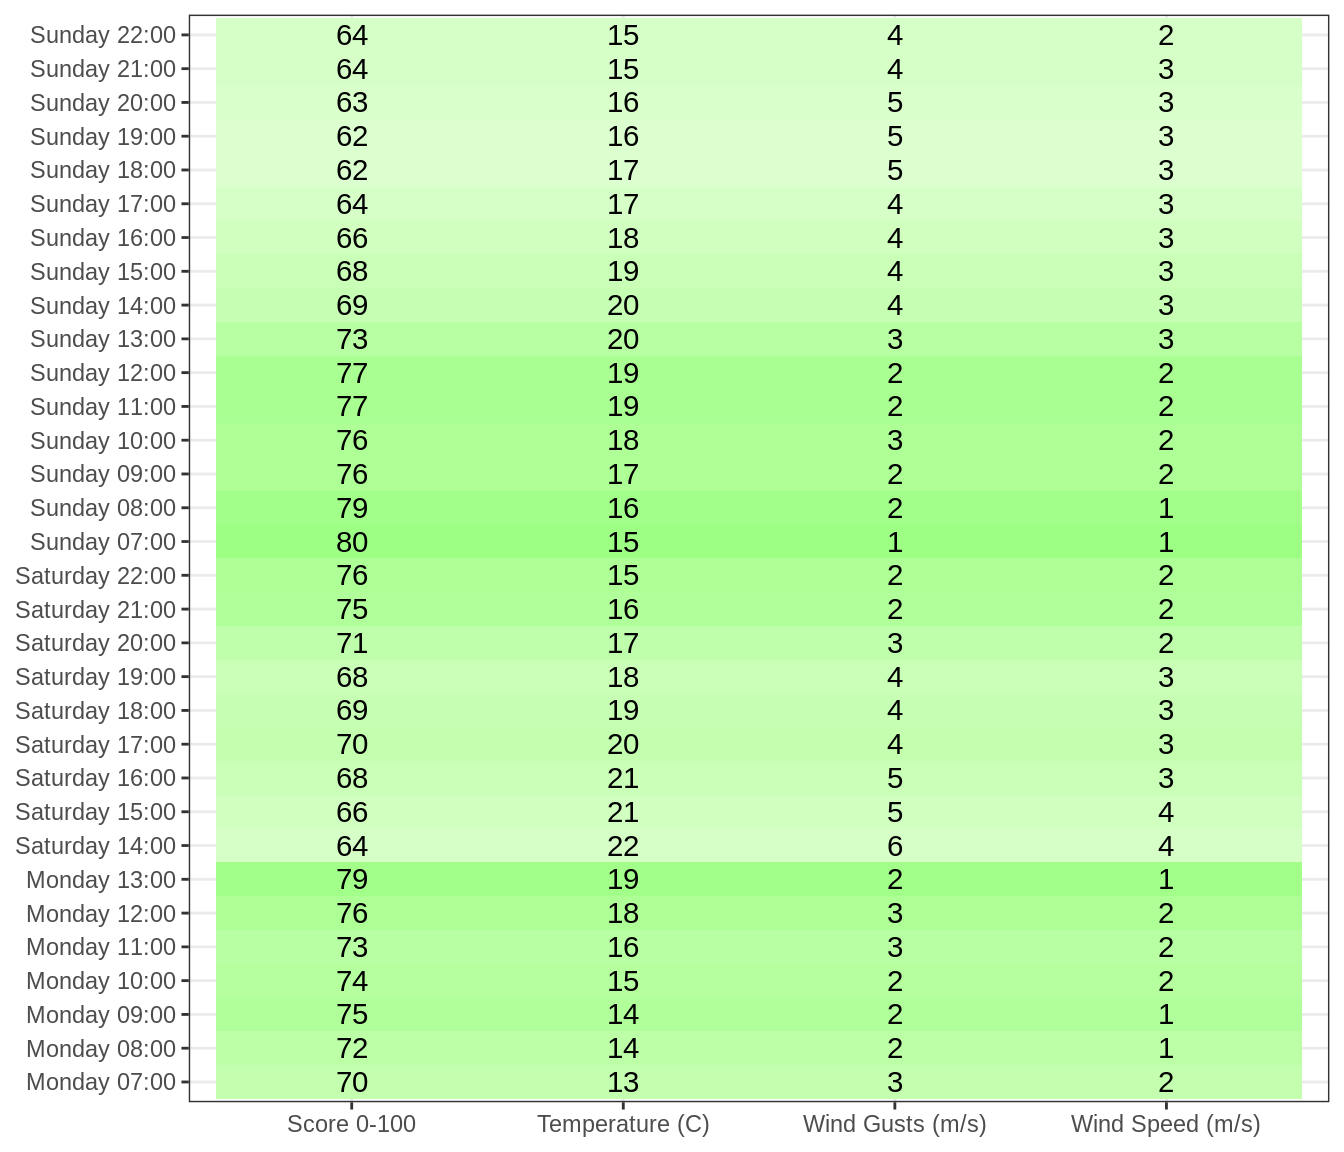 Sunday 22:00 64 15 4 2
Sunday 21:00 64 15 4 3
Sunday 20:00 63 16 5 3
Sunday 19:00 62 16 5 3
Sunday 18:00 62 17 5 3
Sunday 17:00 64 17 4 3
Sunday 16:00 66 18 4 3
Sunday 15:00 68 19 4 3
Sunday 14:00 69 20 4 3
Sunday 13:00 73 20 3 3
Sunday 12:00 77 19 2 2
Sunday 11:00 77 19 2 2
Sunday 10:00 76 18 3 2
Sunday 09:00 76 17 2 2
Sunday 08:00 79 16 2 1
Sunday 07:00 80 15 1 1
Saturday 22:00 76 15 2 2
Saturday 21:00 75 16 2 2
Saturday 20:00 71 17 3 2
Saturday 19:00 68 18 4 3
Saturday 18:00 69 19 4 3
Saturday 17:00 70 20 4 3
Saturday 16:00 68 21 5 3
Saturday 15:00 66 21 5 4
Saturday 14:00 64 22 6 4
Monday 13:00 79 19 2 1
Monday 12:00 76 18 3 2
Monday 11:00 73 16 3 2
Monday 10:00 74 15 2 2
Monday 09:00 75 14 2 1
Monday 08:00 72 14 2 1
Monday 07:00 70 13 3 2
Score 0-100 Temperature (C) Wind Gusts (m/s) Wind Speed (m/s)